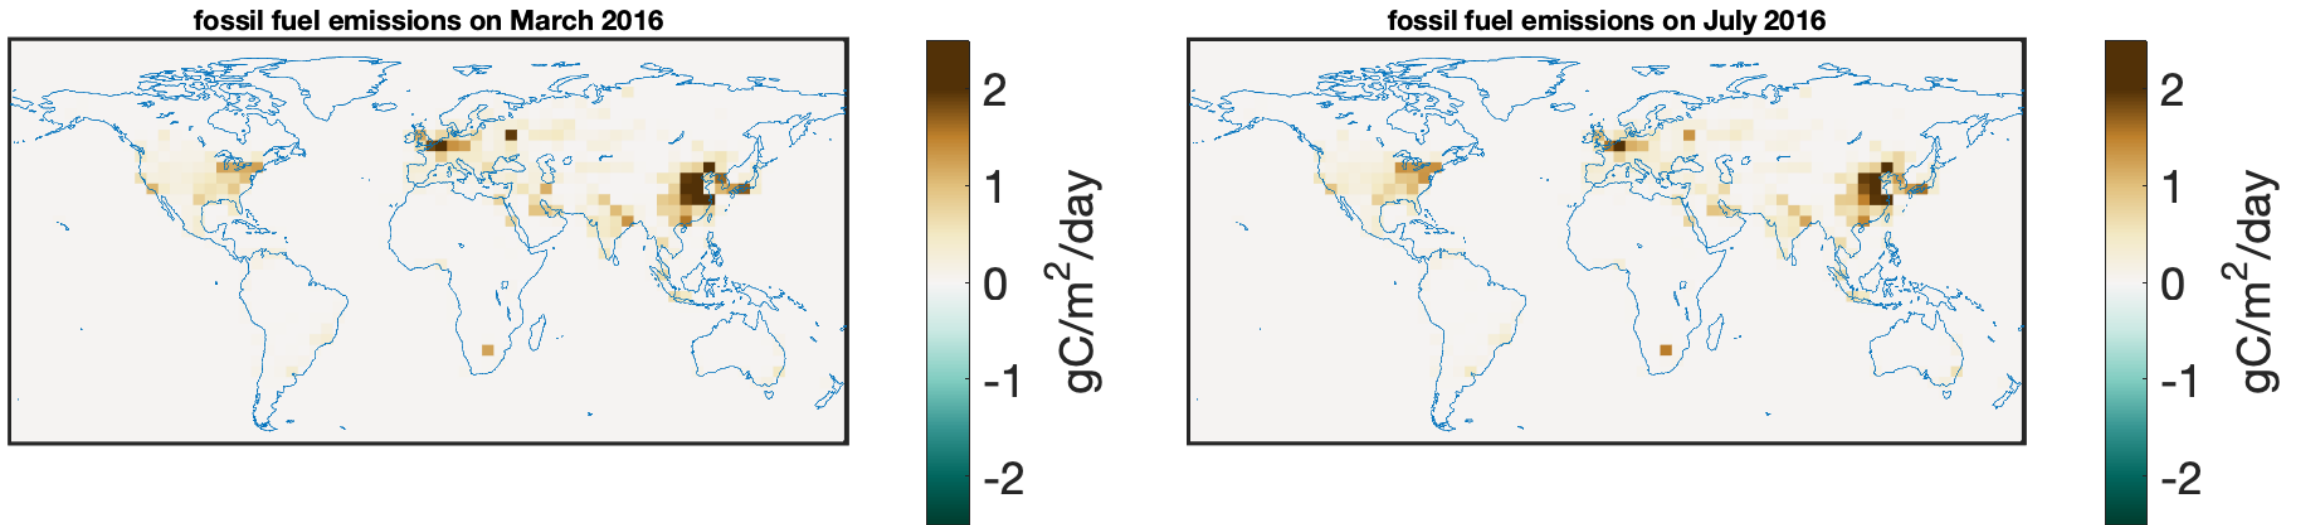 fossil fuel emissions on March 2016
2
1
0
-1
-2
gC/m²/day
fossil fuel emissions on July 2016
2
1
0
-1
-2
gC/m²/day